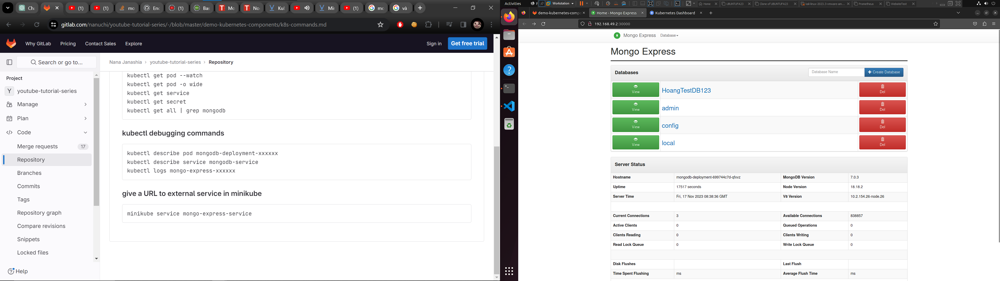 Cha
(1)
(1)
mo
Enc
(1)
Bas
Mo
No
Kub
Min
(1)
mo
và
gitlab.com/nanuchi/youtube-tutorial-series/-/blob/master/demo-kubernetes-components/k8s-commands.md
Why GitLab
Pricing
Contact Sales
Explore
Sign in
Get free trial
Search or go to...
Nana Janashia
youtube-tutorial-series
Repository
Project
Y
youtube-tutorial-series
Manage
Plan
Code
Merge requests
17
Repository
Branches
Commits
Tags
Repository graph
Compare revisions
Snippets
Locked files
Help
kubectl get pod --watch
kubectl get pod -o wide
kubectl get service
kubectl get secret
kubectl get all | grep mongodb
kubectl debugging commands
kubectl describe pod mongodb-deployment-xxxxxx
kubectl describe service mongodb-service
kubectl logs mongo-express-xxxxxx
give a URL to external service in minikube
minikube service mongo-express-service
Activities
F
Workstation
Home
UBUNTUFA23
Clone of UBUNTUFA23
kali-linux-2023.3-vmware-am...
Prometheus
WebsiteTest
demo-kubernetes-compo
Home - Mongo Express
Kubernetes Dashboard
192.168.49.2:30000
Mongo Express
Database
Mongo Express
Databases
Database Name
Create Database
View
HoangTestDB123
Del
View
admin
Del
View
config
Del
View
local
Del
Server Status
Hostname
mongodb-deployment-699744c7d-qfxvz
MongoDB Version
7.0.3
Uptime
17517 seconds
Node Version
18.18.2
Server Time
Fri, 17 Nov 2023 08:38:36 GMT
V8 Version
10.2.154.26-node.26
Current Connections
3
Available Connections
838857
Active Clients
0
Queued Operations
0
Clients Reading
0
Clients Writing
0
Read Lock Queue
0
Write Lock Queue
0
Disk Flushes
Last Flush
Time Spent Flushing
ms
Average Flush Time
ms